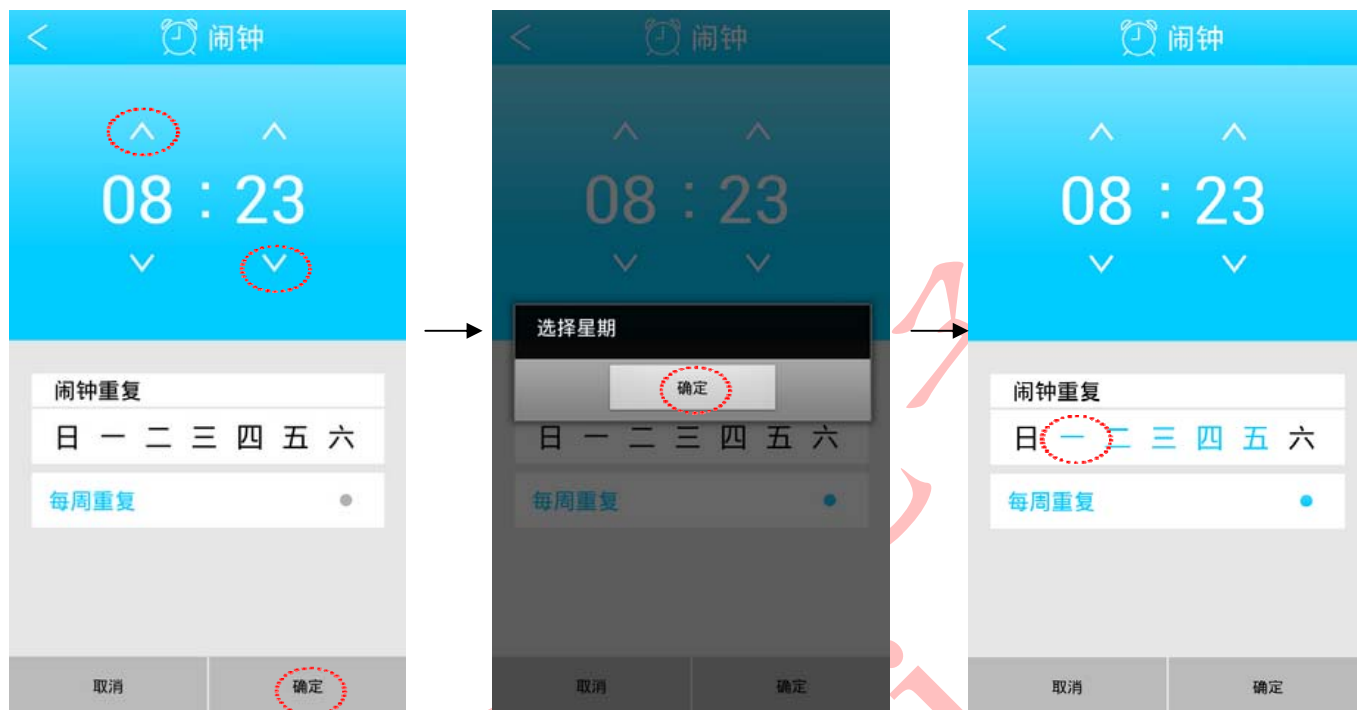 闹钟
08 : 23
闹钟重复
日 一 二 三 四 五 六
每周重复
取消 确定
闹钟
08 : 23
选择星期
确定
日 一 二 三 四 五 六
每周重复
取消 确定
闹钟
08 : 23
闹钟重复
日 一 二 三 四 五 六
每周重复
取消 确定